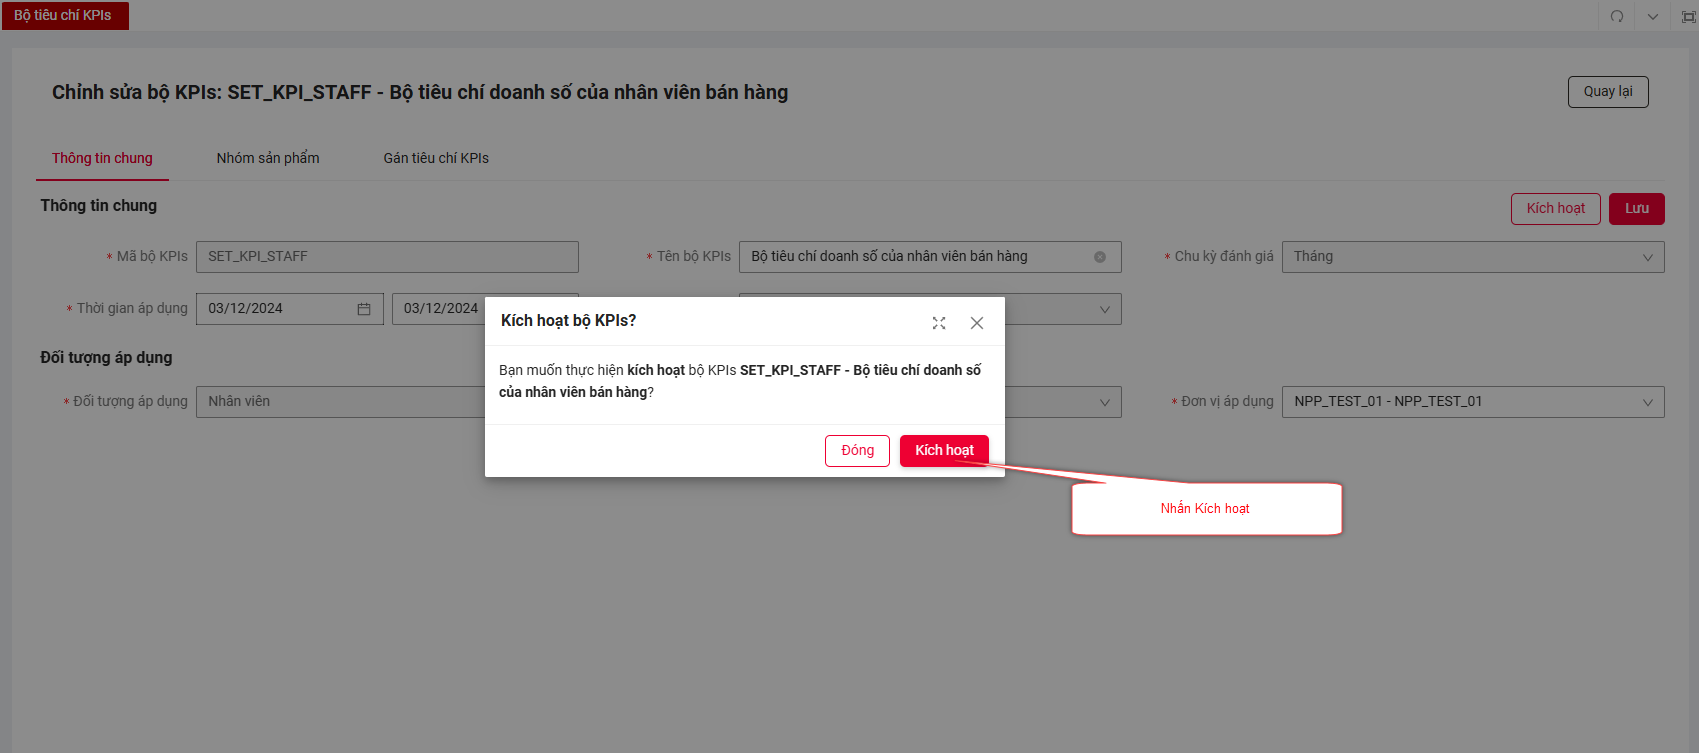 Bộ tiêu chí KPIs
Chỉnh sửa bộ KPIs: SET_KPI_STAFF - Bộ tiêu chí doanh số của nhân viên bán hàng
Quay lại
Thông tin chung
Nhóm sản phẩm
Gán tiêu chí KPIs
Thông tin chung
Kích hoạt
Lưu
* Mã bộ KPIs SET_KPI_STAFF
* Tên bộ KPIs Bộ tiêu chí doanh số của nhân viên bán hàng
* Chu kỳ đánh giá Tháng
* Thời gian áp dụng 03/12/2024 03/12/2024
Kích hoạt bộ KPIs?
Bạn muốn thực hiện kích hoạt bộ KPIs SET_KPI_STAFF - Bộ tiêu chí doanh số
của nhân viên bán hàng?
Đóng
Kích hoạt
Đối tượng áp dụng
* Đối tượng áp dụng Nhân viên
* Đơn vị áp dụng NPP_TEST_01 - NPP_TEST_01
Nhấn Kích hoạt